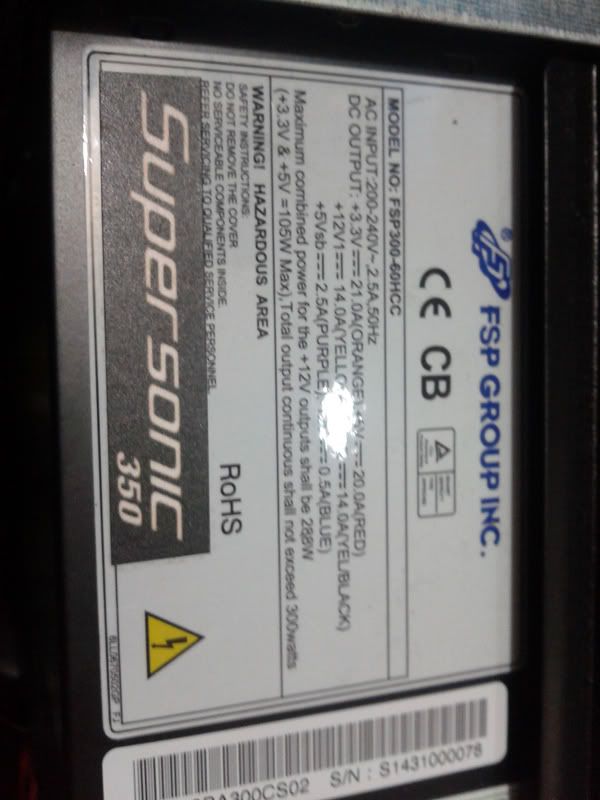 FSP GROUP INC.
CE CB
MODEL NO: FSP300-60HCC
AC INPUT:200-240V~,2.5A,50Hz
DC OUTPUT: +3.3V 21.0A(ORANGE) 20.0A(RED)
+12V1 14.0A(YELLOW 14.0A(YEL/BLACK)
+5Vsb 2.5A(PURPLE) 0.5A(BLUE)
Maximum combined power for the +12V outputs shall be 288W
(+3.3V & +5V =105W Max),Total output continuous shall not exceed 300watts
WARNING! HAZARDOUS AREA
SAFETY INSTRUCTIONS:
DO NOT REMOVE THE COVER
NO SERVICEABLE COMPONENTS INSIDE.
REFER SERVICING TO QUALIFIED SERVICE PERSONNEL
RoHS
Supersonic
350
S/N : S1431000078